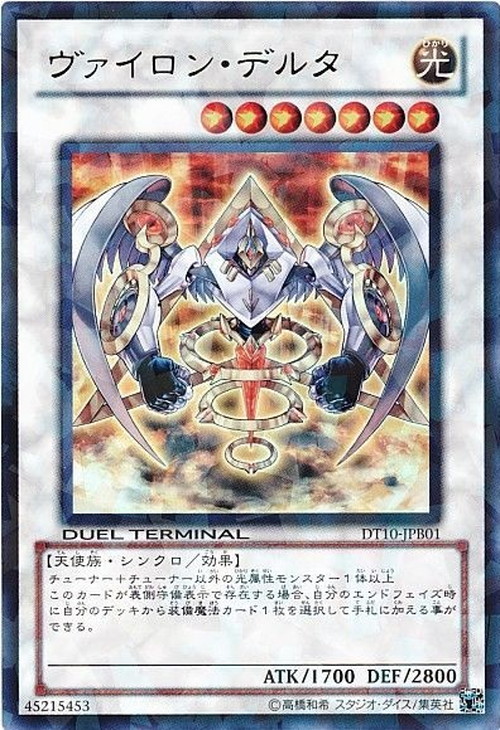 ヴァイロン・デルタ
光
ひかり
DUEL TERMINAL
DT10-JPB01
【天使族・シンクロ/効果】
チューナー+チューナー以外の光属性モンスター1体以上
このカードが表側守備表示で存在する場合、自分のエンドフェイズ時
に自分のデッキから装備魔法カード1枚を選択して手札に加える事が
できる。
ATK/1700 DEF/2800
45215453
©高橋和希 スタジオ・ダイス/集英社